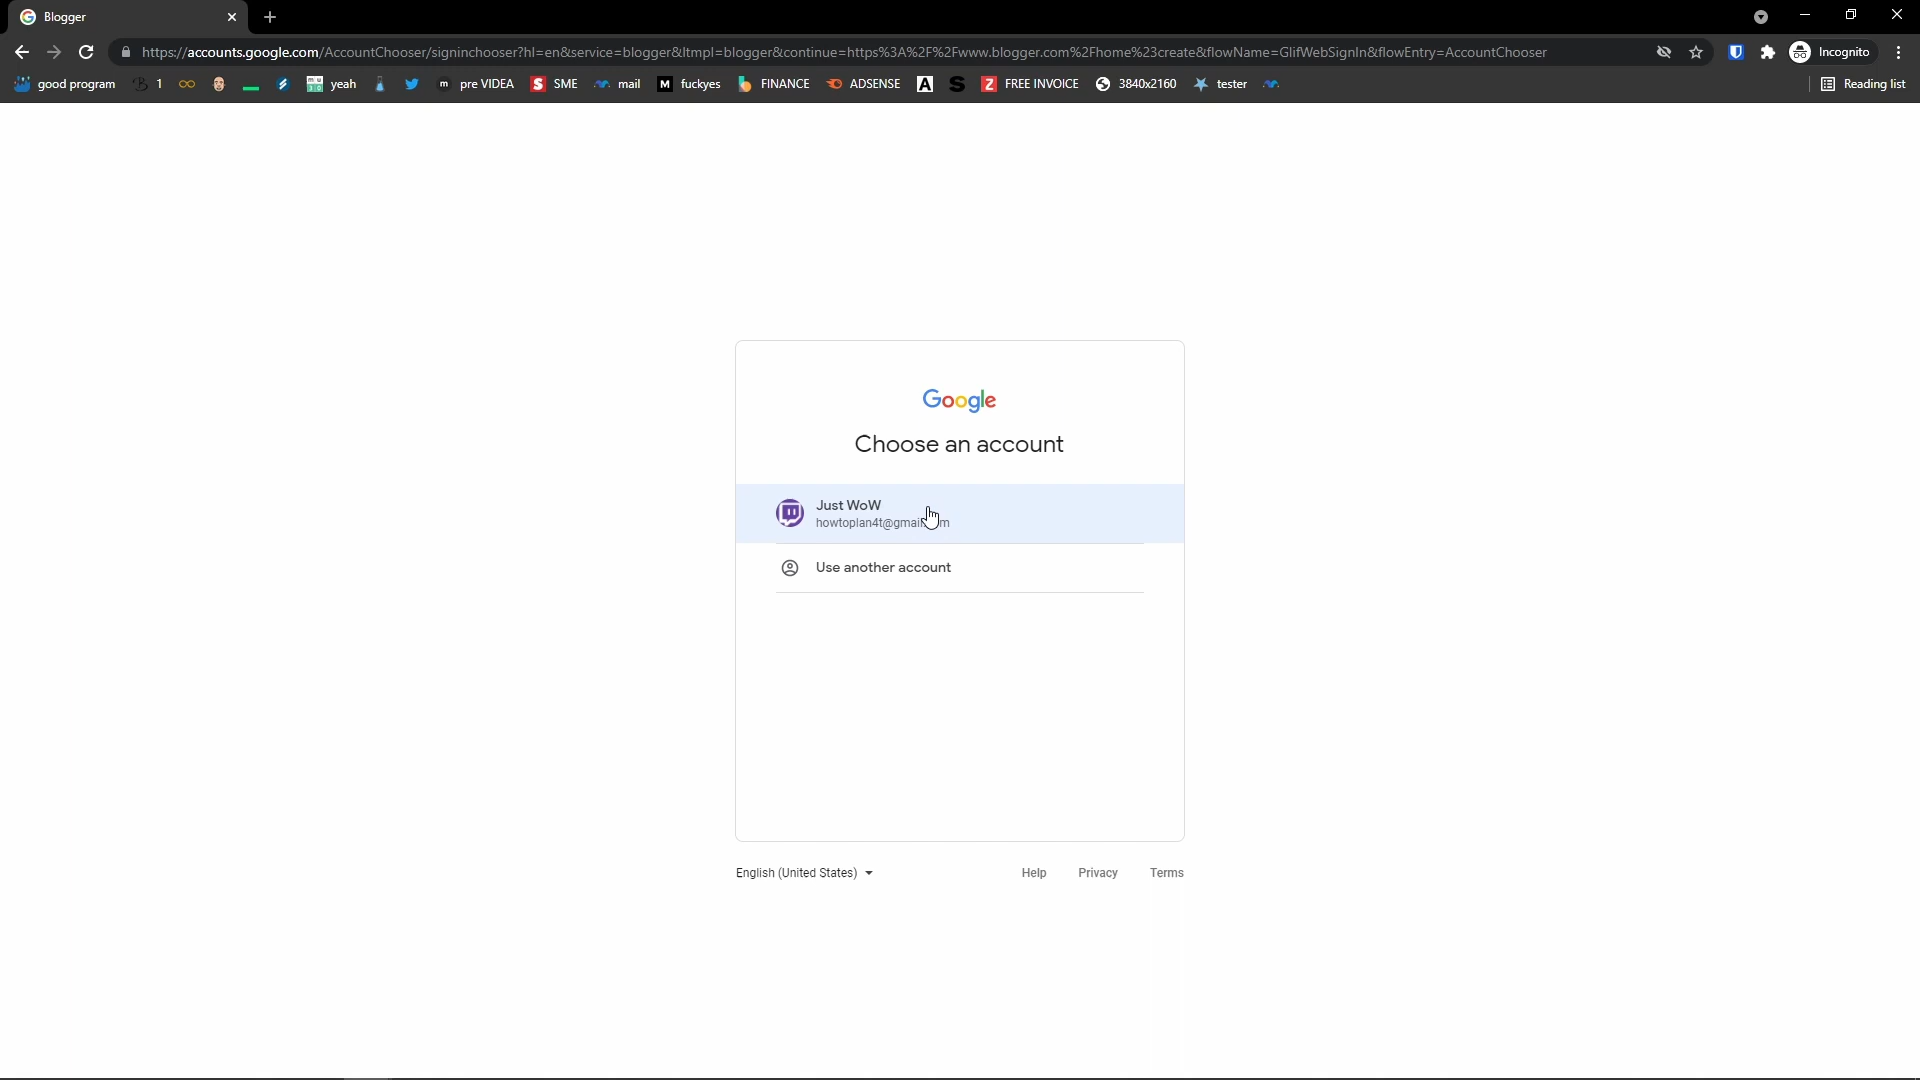 Blogger
https://accounts.google.com/AccountChooser/signinchooser?hl=en&service=blogger&ltmpl=blogger&continue=https%3A%2F%2Fwww.blogger.com%2Fhome%23create&flowName=GlifWebSignIn&flowEntry=AccountChooser
Incognito
good program 1 yeah pre VIDEA SME mail fuckyes FINANCE ADSENSE FREE INVOICE 3840x2160 tester Reading list
Google
Choose an account
Just WoW
Use another account
English (United States) Help Privacy Terms